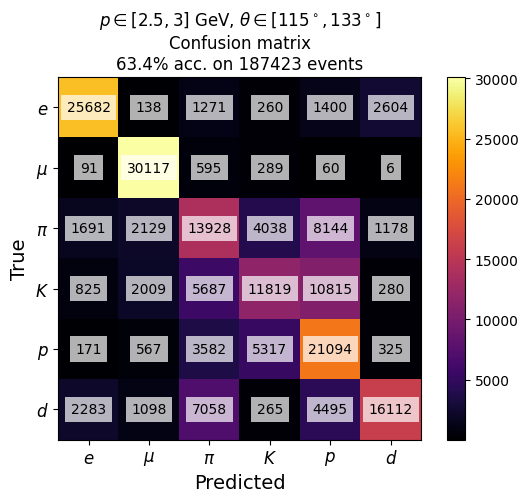 p ∈ [2.5, 3] GeV, θ ∈ [115°, 133°]
Confusion matrix
63.4% acc. on 187423 events
True
e 25682 138 1271 260 1400 2604
μ 91 30117 595 289 60 6
π 1691 2129 13928 4038 8144 1178
K 825 2009 5687 11819 10815 280
p 171 567 3582 5317 21094 325
d 2283 1098 7058 265 4495 16112
e μ π K p d
Predicted
30000
25000
20000
15000
10000
5000